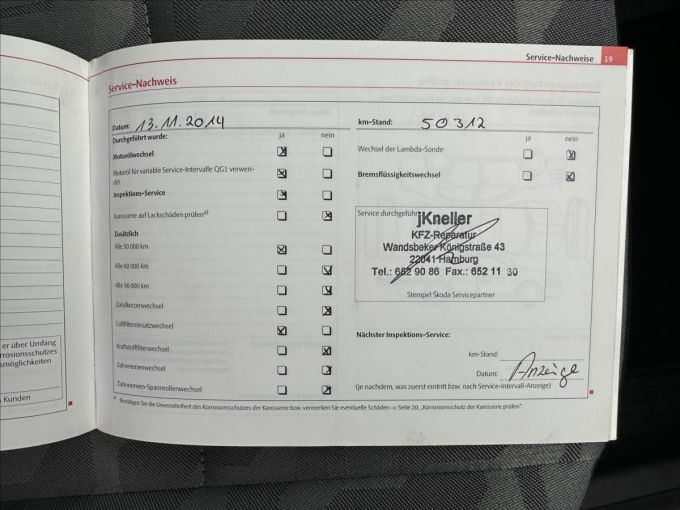 Service-Nachweise 19
Service-Nachweis
Datum: 13.11.2014
km-Stand: 50312
Durchgeführt wurde: ja nein
ja nein
Motorölwechsel
Wechsel der Lambda-Sonde
Motoröl für variable Service-Intervalle QG1 verwen-
det
Bremsflüssigkeitswechsel
Inspektions-Service
Karosserie auf Lackschäden prüfen a)
Zusätzlich
Alle 30 000 km
Alle 60 000 km
Alle 90 000 km
Zündkerzenwechsel
Luftfiltereinsatzwechsel
Kraftstofffilterwechsel
Zahnriemenwechsel
Zahnriemen-Spannrollenwechsel
Service durchgeführt
jKneller
KFZ-Reparatur
Wandsbeker Königstraße 43
22041 Hamburg
Tel.: 652 90 86 Fax.: 652 11 30
Stempel Skoda Servicepartner
Nächster Inspektions-Service:
km-Stand:
Datum: Anzeige
(je nachdem, was zuerst eintritt bzw. nach Service-Intervall-Anzeige)
a) Bestätigen Sie die Unversehrtheit des Korrosionsschutzes der Karosserie bzw. vermerken Sie eventuelle Schäden ⇒ Seite 20, „Korrosionsschutz der Karosserie prüfen".
er über Umfang
rrosionsschutzes
smöglichkeiten
Kunden